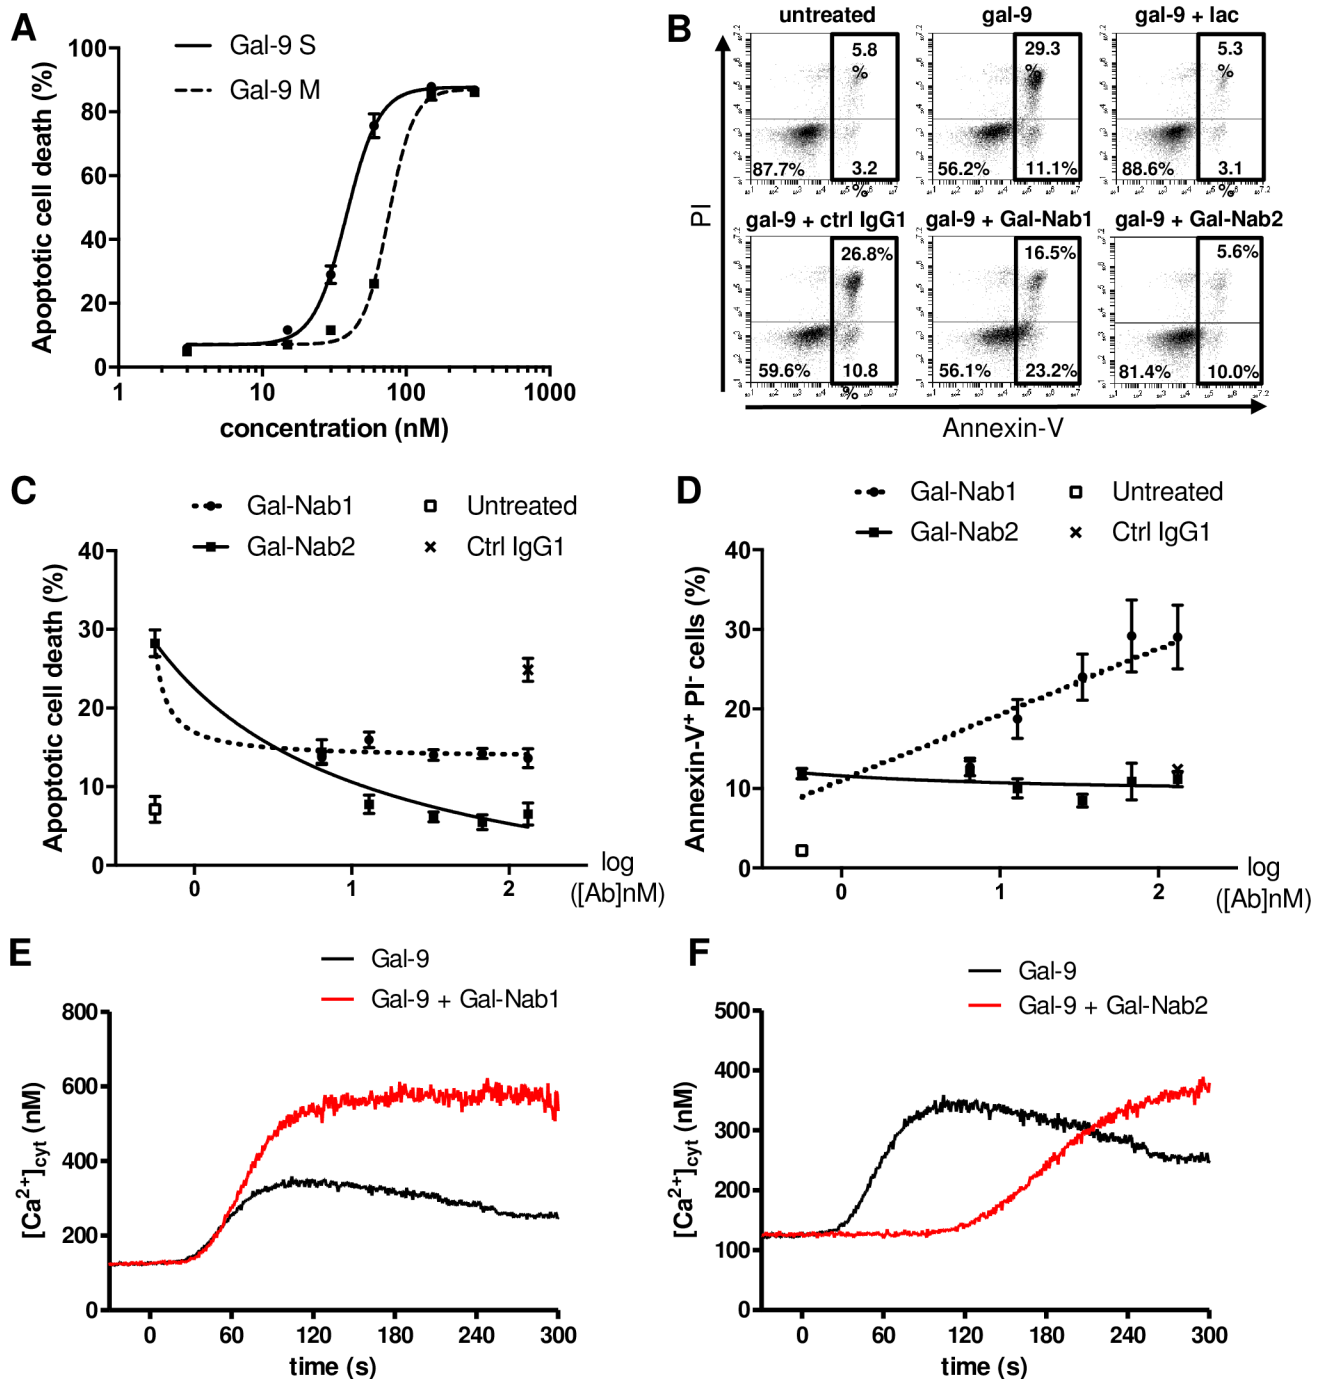 A
Gal-9 S
Gal-9 M
Apoptotic cell death (%)
100
80
60
40
20
0
1 10 100 1000
concentration (nM)
B
untreated gal-9 gal-9 + lac
5.8 %
29.3 %
5.3 %
87.7%
3.2 %
56.2%
11.1%
88.6%
3.1 %
gal-9 + ctrl IgG1 gal-9 + Gal-Nab1 gal-9 + Gal-Nab2
26.8%
16.5%
5.6%
59.6%
10.8 %
56.1%
23.2%
81.4%
10.0%
PI
Annexin-V
C
Gal-Nab1 Untreated
Gal-Nab2 Ctrl IgG1
Apoptotic cell death (%)
40
30
20
10
0
0 1 2
log
([Ab]nM)
D
Gal-Nab1 Untreated
Gal-Nab2 Ctrl IgG1
Annexin-V⁺ PI⁻ cells (%)
40
30
20
10
0
0 1 2
log
([Ab]nM)
E
Gal-9
Gal-9 + Gal-Nab1
[Ca²⁺]cyt (nM)
800
600
400
200
0
0 60 120 180 240 300
time (s)
F
Gal-9
Gal-9 + Gal-Nab2
[Ca²⁺]cyt (nM)
500
400
300
200
100
0
0 60 120 180 240 300
time (s)